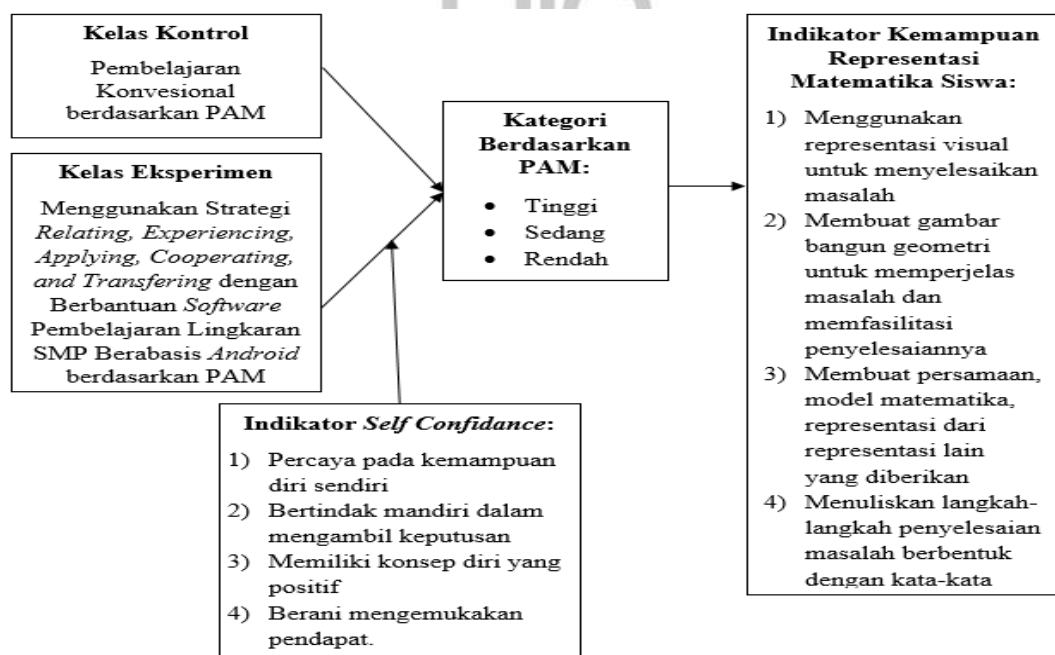 Kelas Kontrol
Pembelajaran
Konvesional
berdasarkan PAM
Kelas Eksperimen
Menggunakan Strategi
Relating, Experiencing,
Applying, Cooperating,
and Transfering dengan
Berbantuan Software
Pembelajaran Lingkaran
SMP Berabasis Android
berdasarkan PAM
Indikator Self Confidance:
1) Percaya pada kemampuan
diri sendiri
2) Bertindak mandiri dalam
mengambil keputusan
3) Memiliki konsep diri yang
positif
4) Berani mengemukakan
pendapat.
Kategori
Berdasarkan
PAM:
• Tinggi
• Sedang
• Rendah
Indikator Kemampuan
Representasi
Matematika Siswa:
1) Menggunakan
representasi visual
untuk menyelesaikan
masalah
2) Membuat gambar
bangun geometri
untuk memperjelas
masalah dan
memfasilitasi
penyelesaiannya
3) Membuat persamaan,
model matematika,
representasi dari
representasi lain
yang diberikan
4) Menuliskan langkah-
langkah penyelesaian
masalah berbentuk
dengan kata-kata